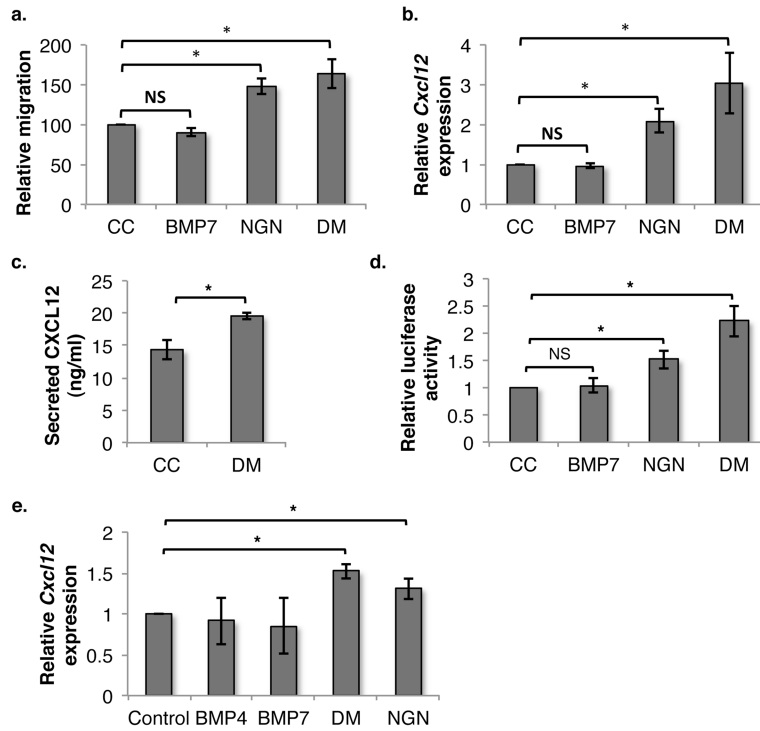 a.
Relative migration
200
150
100
50
0
*
*
NS
CC BMP7 NGN DM
b.
Relative Cxcl12
expression
4
3
2
1
0
*
*
NS
CC BMP7 NGN DM
c.
Secreted CXCL12
(ng/ml)
25
20
15
10
5
0
*
CC DM
d.
Relative luciferase
activity
3
2.5
2
1.5
1
0.5
0
*
*
NS
CC BMP7 NGN DM
e.
Relative Cxcl12
expression
2
1.5
1
0.5
0
*
*
Control BMP4 BMP7 DM NGN